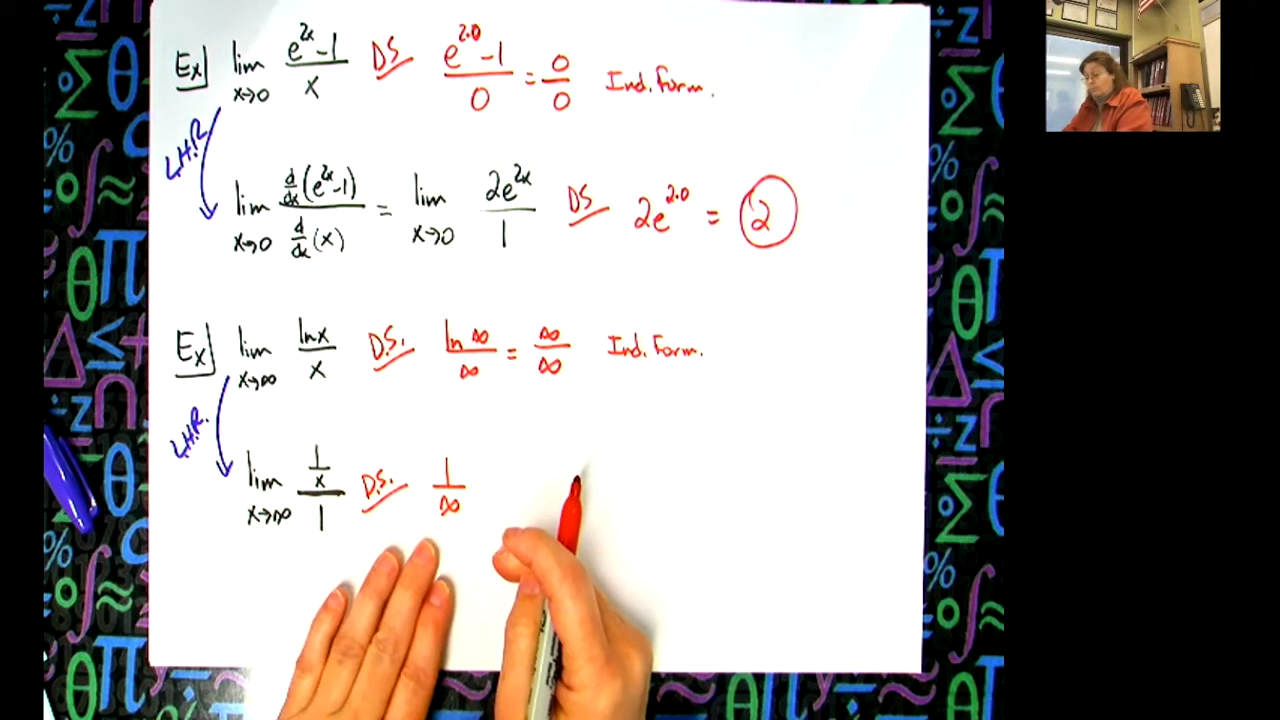 Ex lim x→0 (e^2x -1)/x DS (e^2.0 -1)/0 = 0/0 Ind. Form.
L.H.R.
lim x→0 (d/dx(e^2x -1))/(d/dx(x)) = lim x→0 2e^2x/1 DS 2e^2.0 = 2
Ex lim x→∞ lnx/x D.S. ln ∞/∞ = ∞/∞ Ind. Form.
L.H.R.
lim x→∞ (1/x)/1 D.S. 1/∞